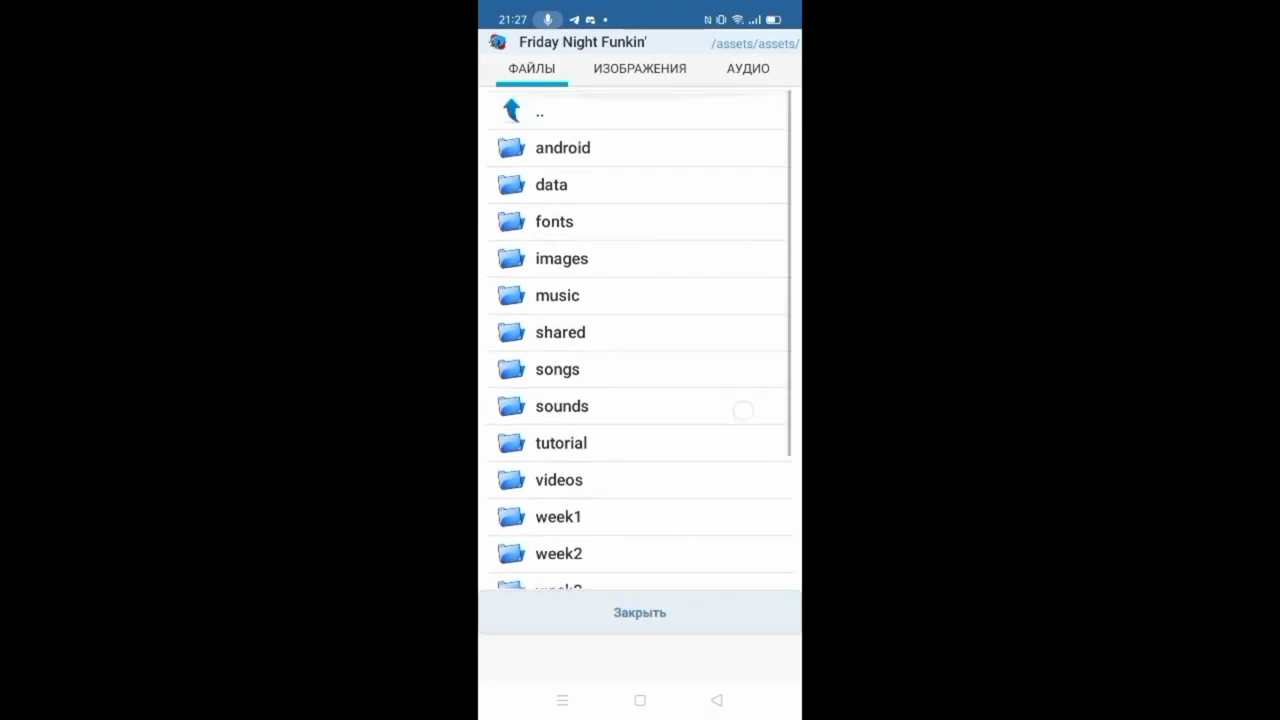 21:27
Friday Night Funkin' /assets/assets/
ФАЙЛЫ ИЗОБРАЖЕНИЯ АУДИО
..
android
data
fonts
images
music
shared
songs
sounds
tutorial
videos
week1
week2
Закрыть